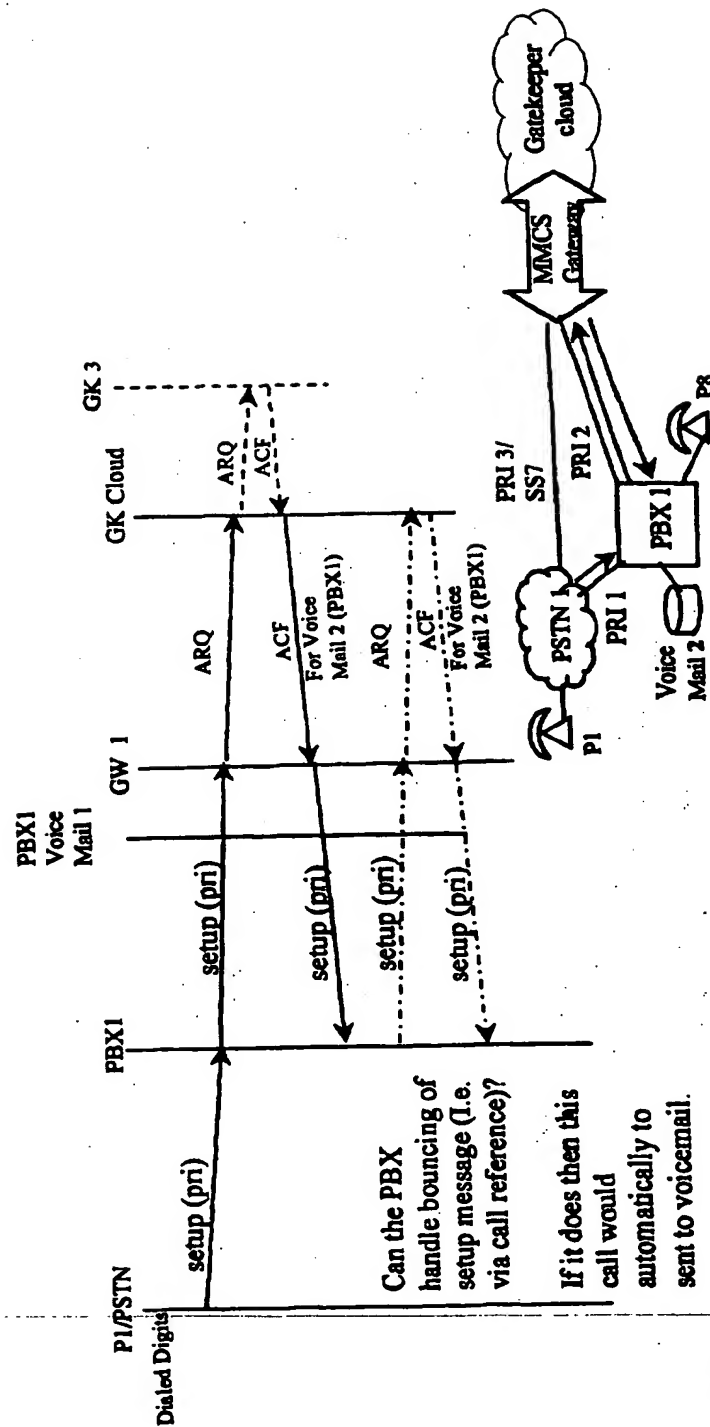 P1/PSTN
Dialed Digits
PBX1
PBX1
Voice
Mail 1
GW 1
GK Cloud
GK 3
setup (pri)
setup (pri)
ARQ
ARQ
ACF
ACF
For Voice
Mail 2 (PBX1)
setup (pri)
setup (pri)
ARQ
ACF
For Voice
Mail 2 (PBX1)
setup (pri)
Can the PBX
handle bouncing of
setup message (I.e.
via call reference)?
If it does then this
call would
automatically to
sent to voicemail.
P1
PSTN 1
PRI 1
Voice
Mail 2
PBX 1
P8
PRI 3/
SS7
PRI 2
MMCS
Gateway
Gatekeeper
cloud